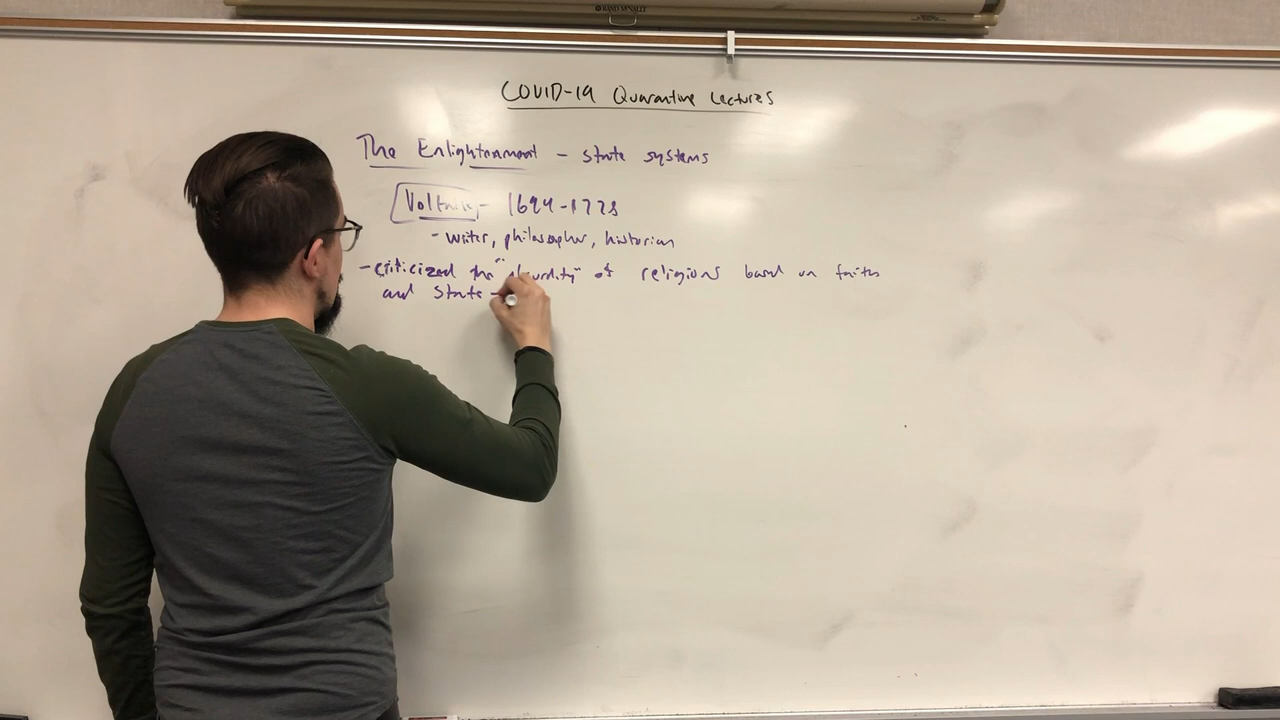 COVID-19 Quarantine Lectures
The Enlightenment - state systems
Voltaire - 1694-1778
- writer, philosopher, historian
- criticized the "absurdity" of religions based on faith
and state -